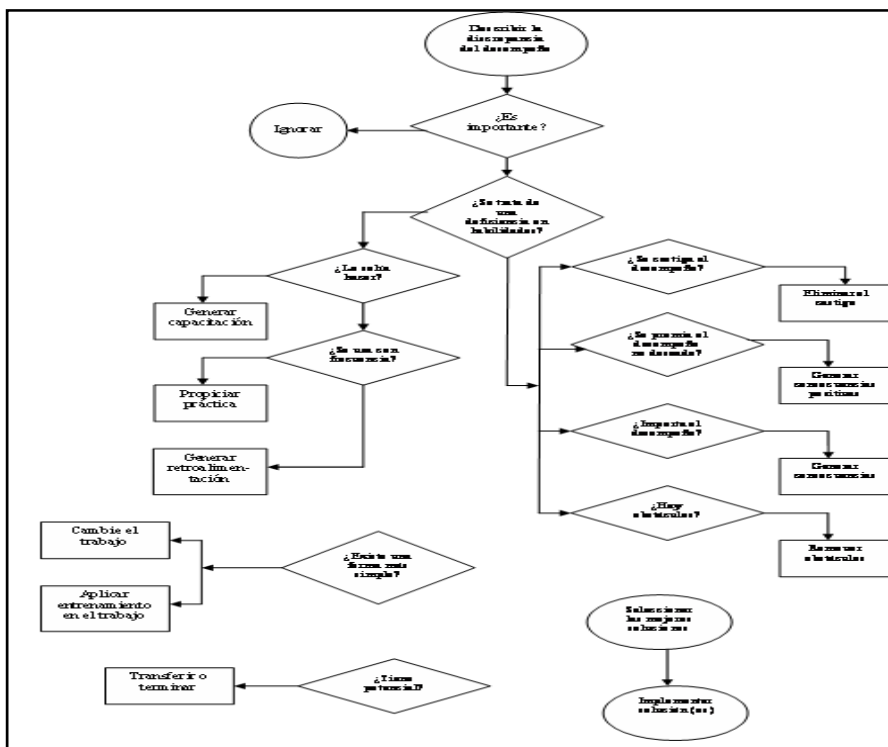 Describir la
discrepancia
del desempeño
¿Es
importante?
Ignorar
¿Se trata de
una
deficiencia en
habilidades?
¿Lo solía
hacer?
Generar
capacitación
¿Se usa con
frecuencia?
Propiciar
práctica
Generar
retroalimen-
tación
¿Se castiga el
desempeño?
Eliminar el
castigo
¿Se premia el
desempeño
no deseado?
Generar
consecuencias
positivas
¿Importa el
desempeño?
Generar
consecuencias
¿Hay
obstáculos?
Remover
obstáculos
Cambie el
trabajo
¿Existe una
forma más
simple?
Aplicar
entrenamiento
en el trabajo
Transferir o
terminar
¿Tiene
potencial?
Seleccionar
las mejores
soluciones
Implementar
solución(es)